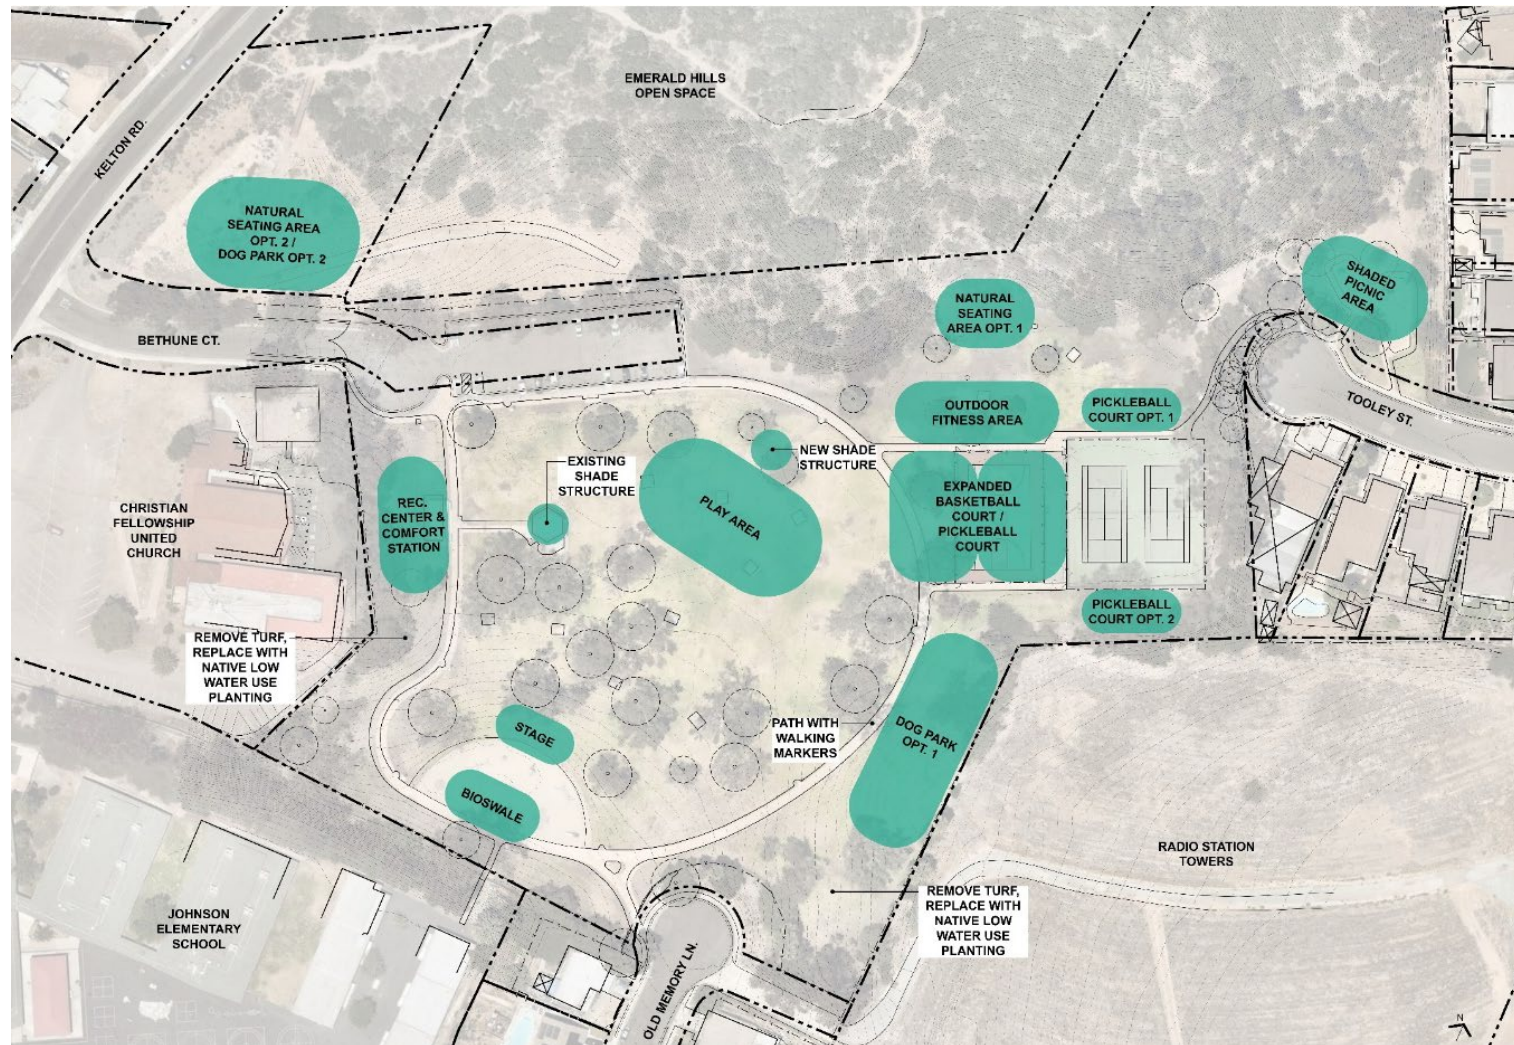 EMERALD HILLS
OPEN SPACE
KELTON RD.
NATURAL
SEATING AREA
OPT. 2 /
DOG PARK OPT. 2
SHADED
PICNIC
AREA
NATURAL
SEATING
AREA OPT. 1
BETHUNE CT.
OUTDOOR
FITNESS AREA
PICKLEBALL
COURT OPT. 1
TOOLEY ST.
NEW SHADE
STRUCTURE
EXISTING
SHADE
STRUCTURE
PLAY AREA
EXPANDED
BASKETBALL
COURT /
PICKLEBALL
COURT
REC.
CENTER &
COMFORT
STATION
CHRISTIAN
FELLOWSHIP
UNITED
CHURCH
PICKLEBALL
COURT OPT. 2
REMOVE TURF,
REPLACE WITH
NATIVE LOW
WATER USE
PLANTING
STAGE
PATH WITH
WALKING
MARKERS
DOG PARK
OPT. 1
BIOSWALE
RADIO STATION
TOWERS
REMOVE TURF,
REPLACE WITH
NATIVE LOW
WATER USE
PLANTING
JOHNSON
ELEMENTARY
SCHOOL
OLD MEMORY LN.
N